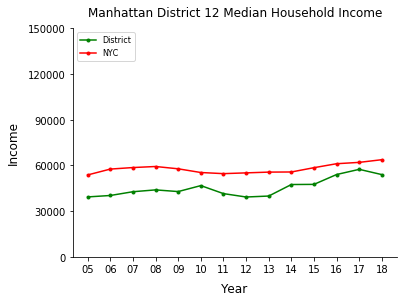 Manhattan District 12 Median Household Income
150000
120000
90000
60000
30000
0
Income
District
NYC
05 06 07 08 09 10 11 12 13 14 15 16 17 18
Year